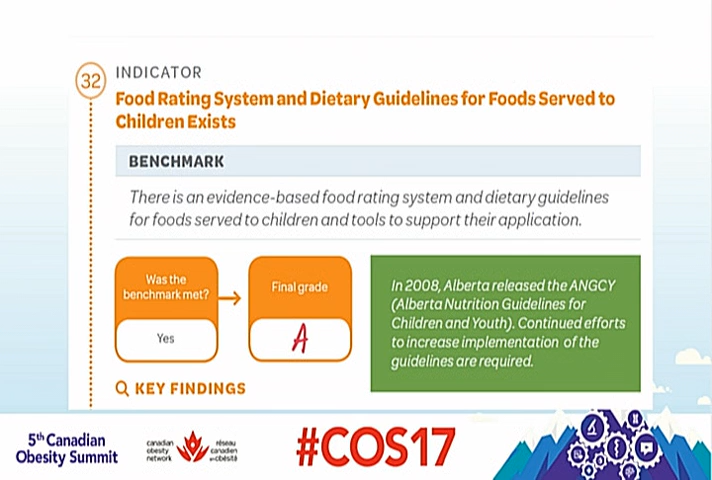 32
INDICATOR
Food Rating System and Dietary Guidelines for Foods Served to
Children Exists
BENCHMARK
There is an evidence-based food rating system and dietary guidelines
for foods served to children and tools to support their application.
Was the
benchmark met?
Yes
Final grade
A
In 2008, Alberta released the ANGCY
(Alberta Nutrition Guidelines for
Children and Youth). Continued efforts
to increase implementation of the
guidelines are required.
KEY FINDINGS
5th Canadian
Obesity Summit
canadian
obesity
network
réseau
canadien
en obésité
#COS17